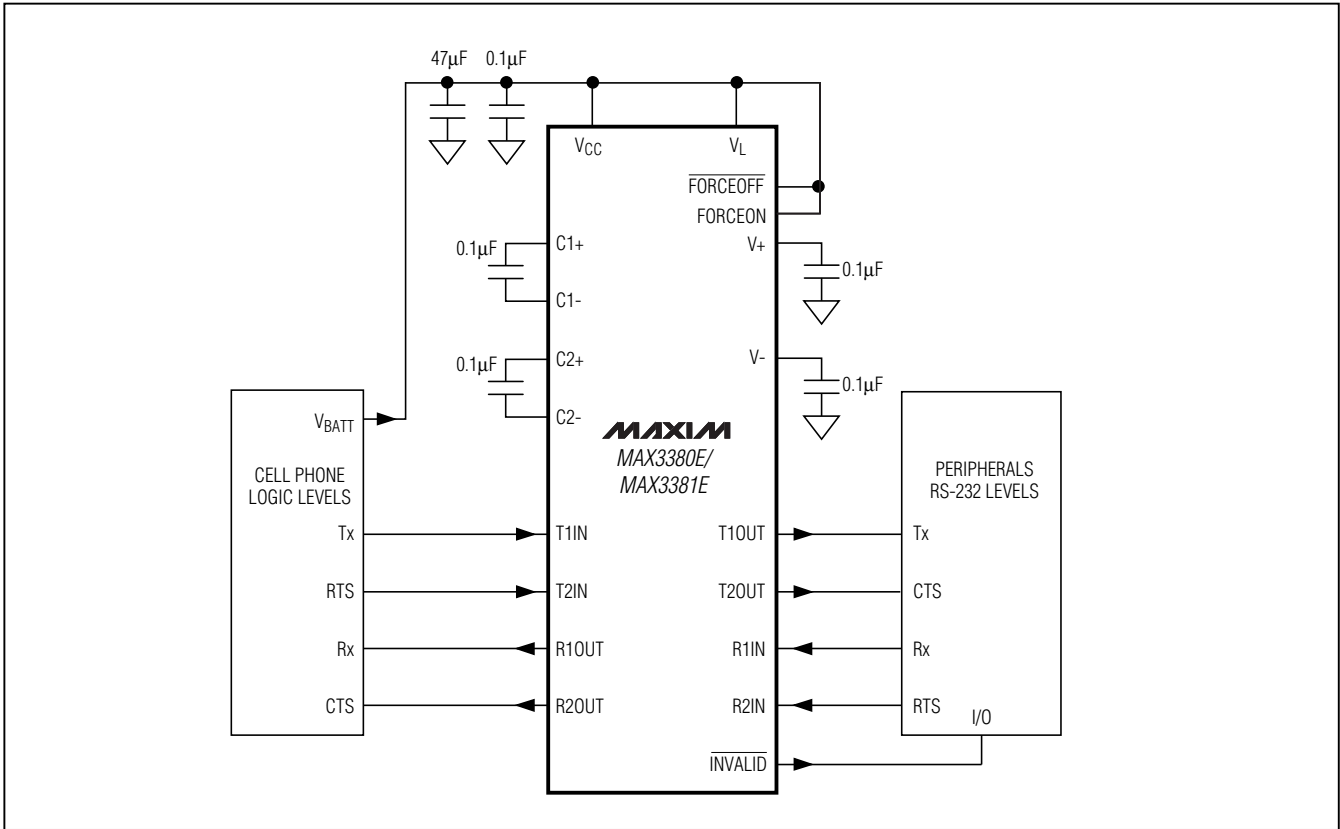 47µF 0.1µF
VCC VL
FORCEOFF
FORCEON
0.1µF C1+ V+ 0.1µF
C1-
0.1µF C2+ V- 0.1µF
C2-
VBATT
MAXIM
MAX3380E/
MAX3381E
CELL PHONE
LOGIC LEVELS
PERIPHERALS
RS-232 LEVELS
Tx T1IN T1OUT Tx
RTS T2IN T2OUT CTS
Rx R1OUT R1IN Rx
CTS R2OUT R2IN RTS
I/O
INVALID